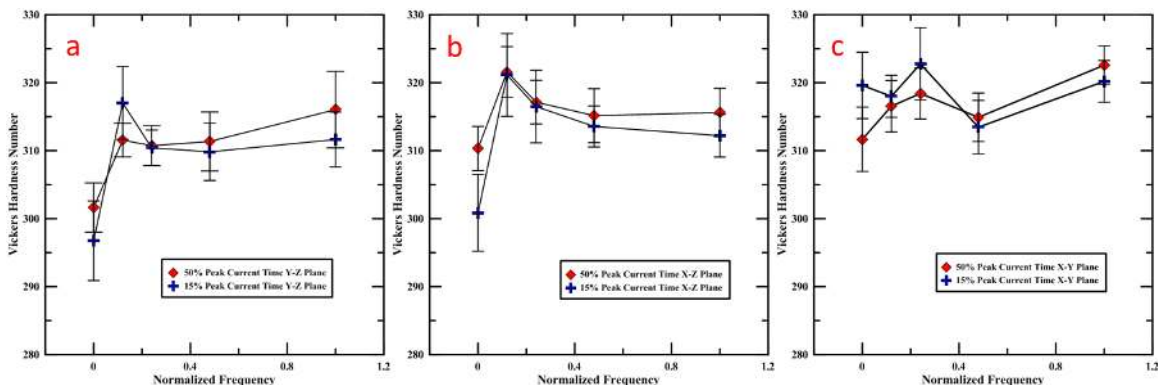 a
330
320
310
300
290
280
Vickers Hardness Number
50% Peak Current Time Y-Z Plane
15% Peak Current Time Y-Z Plane
0
0.4
0.8
1.2
Normalized Frequency
b
330
320
310
300
290
280
Vickers Hardness Number
50% Peak Current Time X-Z Plane
15% Peak Current Time X-Z Plane
0
0.4
0.8
1.2
Normalized Frequency
c
330
320
310
300
290
280
Vickers Hardness Number
50% Peak Current Time X-Y Plane
15% Peak Current Time X-Y Plane
0
0.4
0.8
1.2
Normalized Frequency